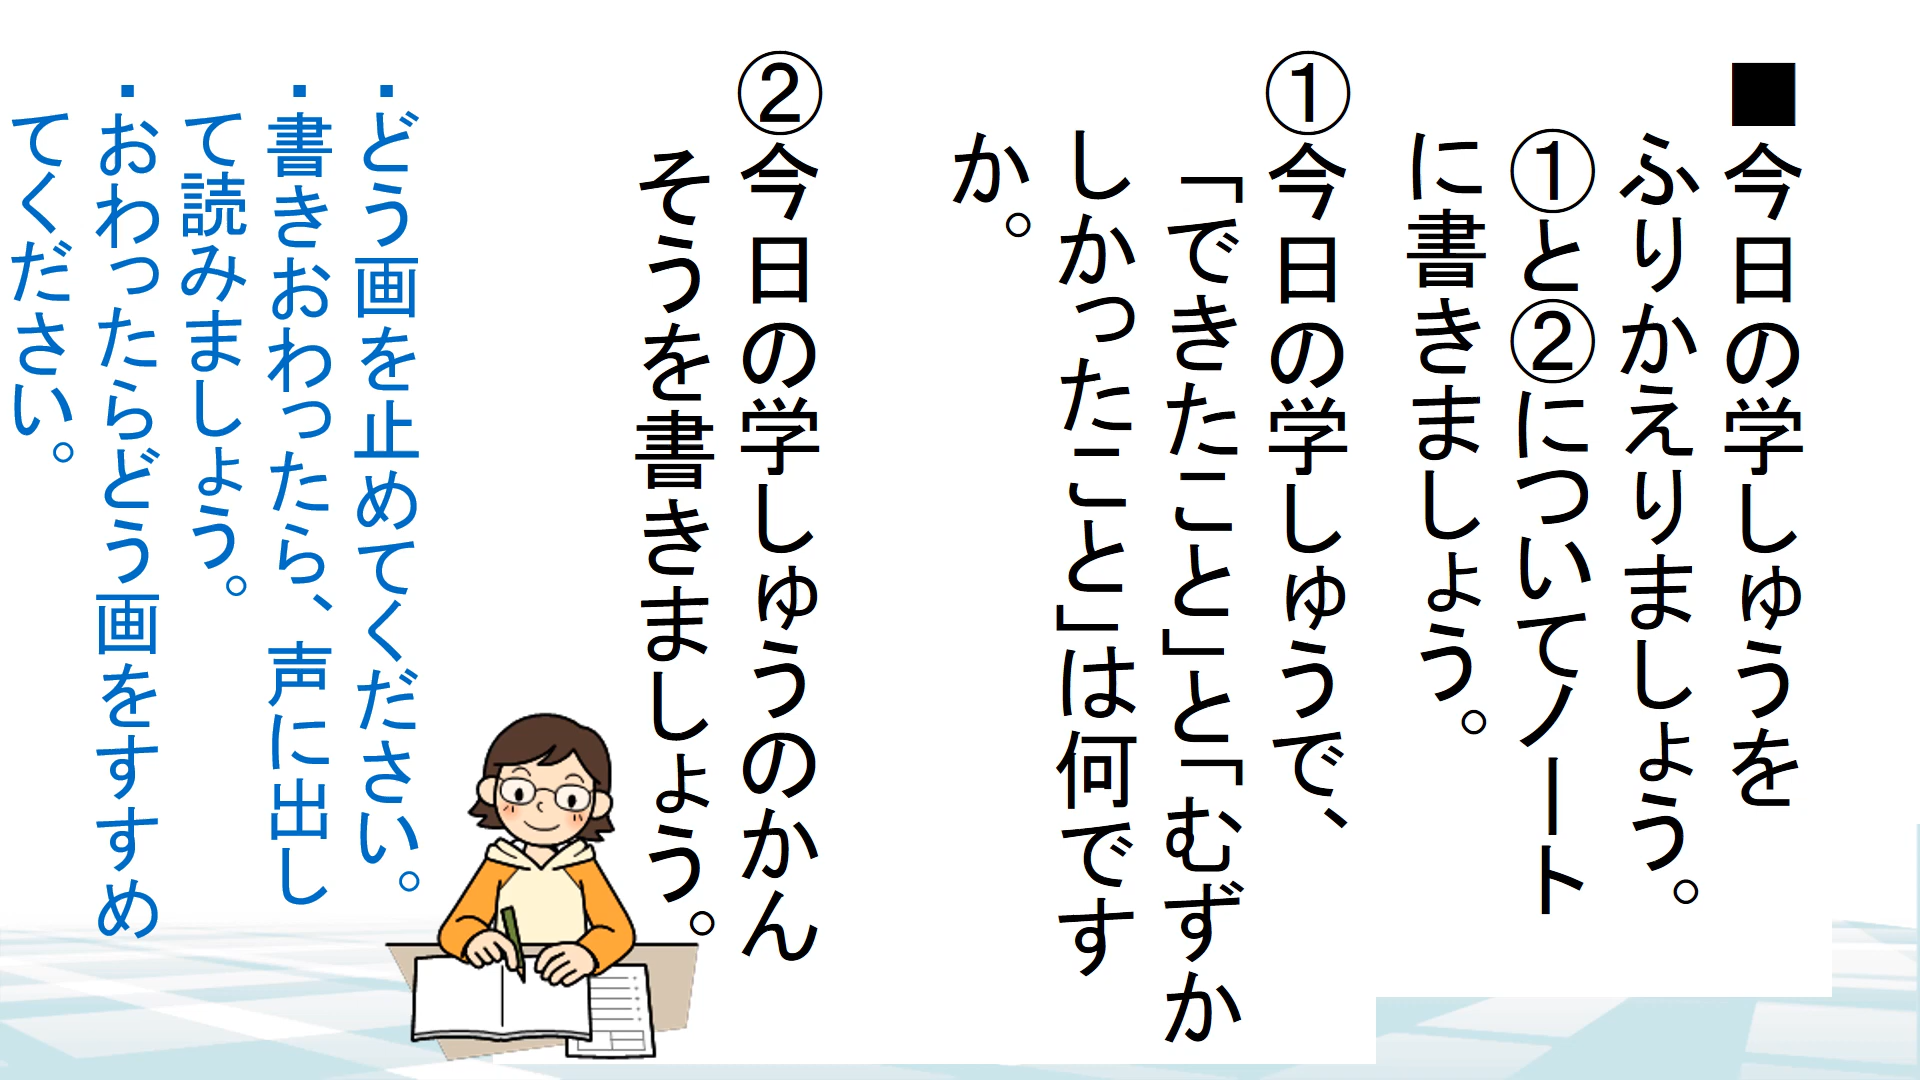 ■今日の学しゅうを
ふりかえりましょう。
①と②についてノート
に書きましょう。
①今日の学しゅうで、
「できたこと」と「むずか
しかったこと」は何です
か。
②今日の学しゅうのかん
そうを書きましょう。
・どう画を止めてください。
・書きおわったら、声に出し
て読みましょう。
・おわったらどう画をすすめ
てください。